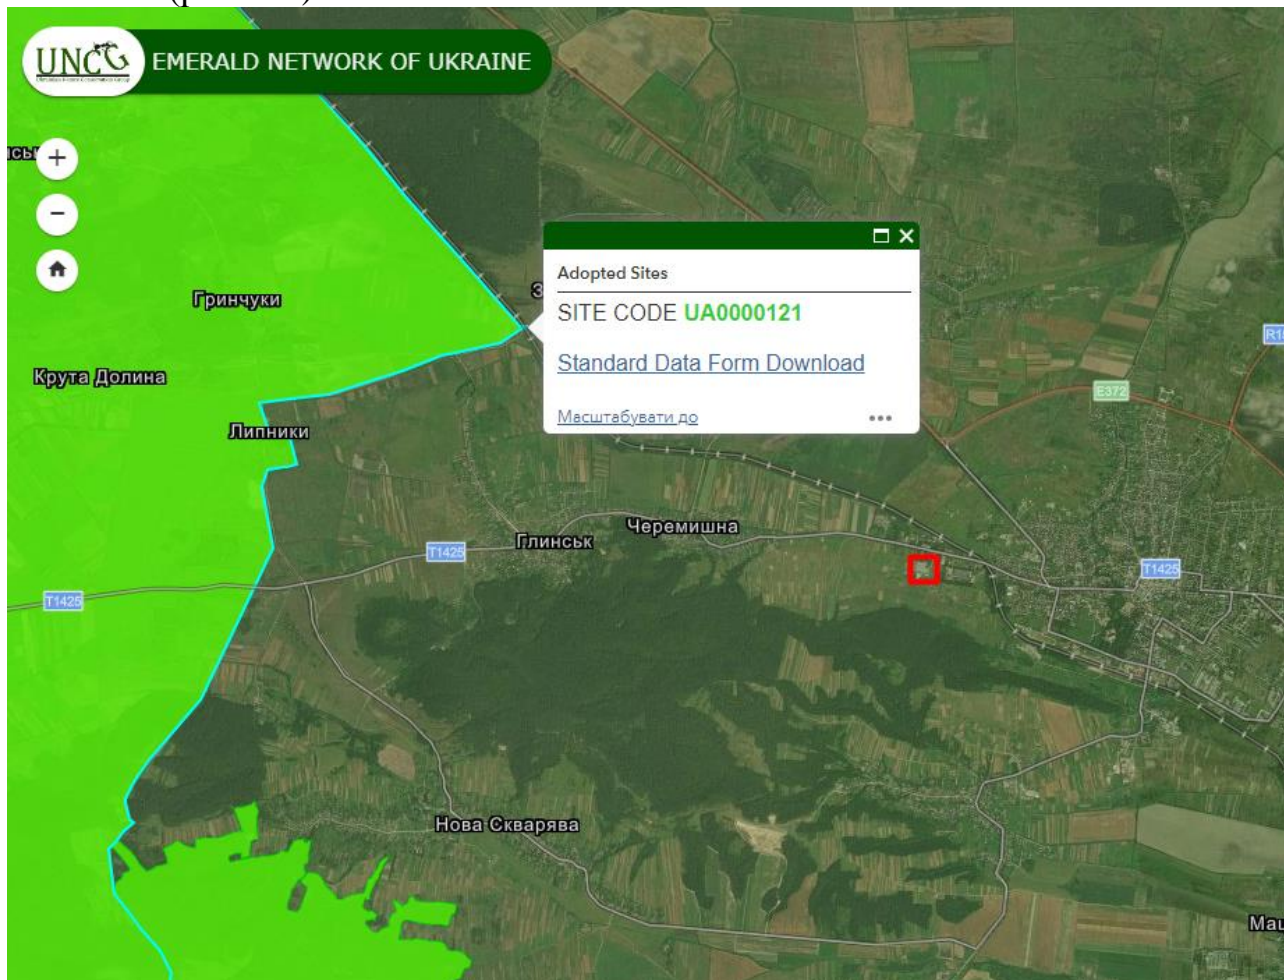 UNCG
EMERALD NETWORK OF UKRAINE
+
−
Adopted Sites
SITE CODE UA0000121
Standard Data Form Download
Масштабувати до
•••
Гринчуки
З
Крута Долина
E372
Липники
Черемишна
Глинськ
T1425
T1425
T1425
Нова Скварява